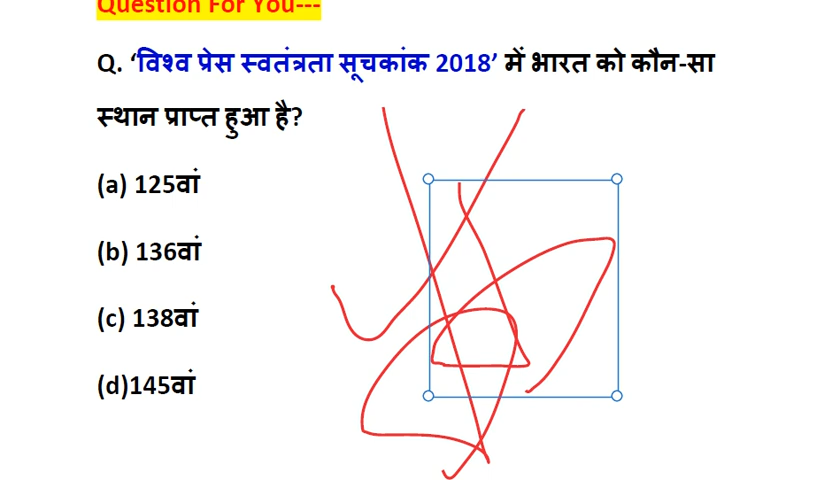 Question For You---
Q. ‘विश्व प्रेस स्वतंत्रता सूचकांक 2018’ में भारत को कौन-सा
स्थान प्राप्त हुआ है?
(a) 125वां
(b) 136वां
(c) 138वां
(d)145वां